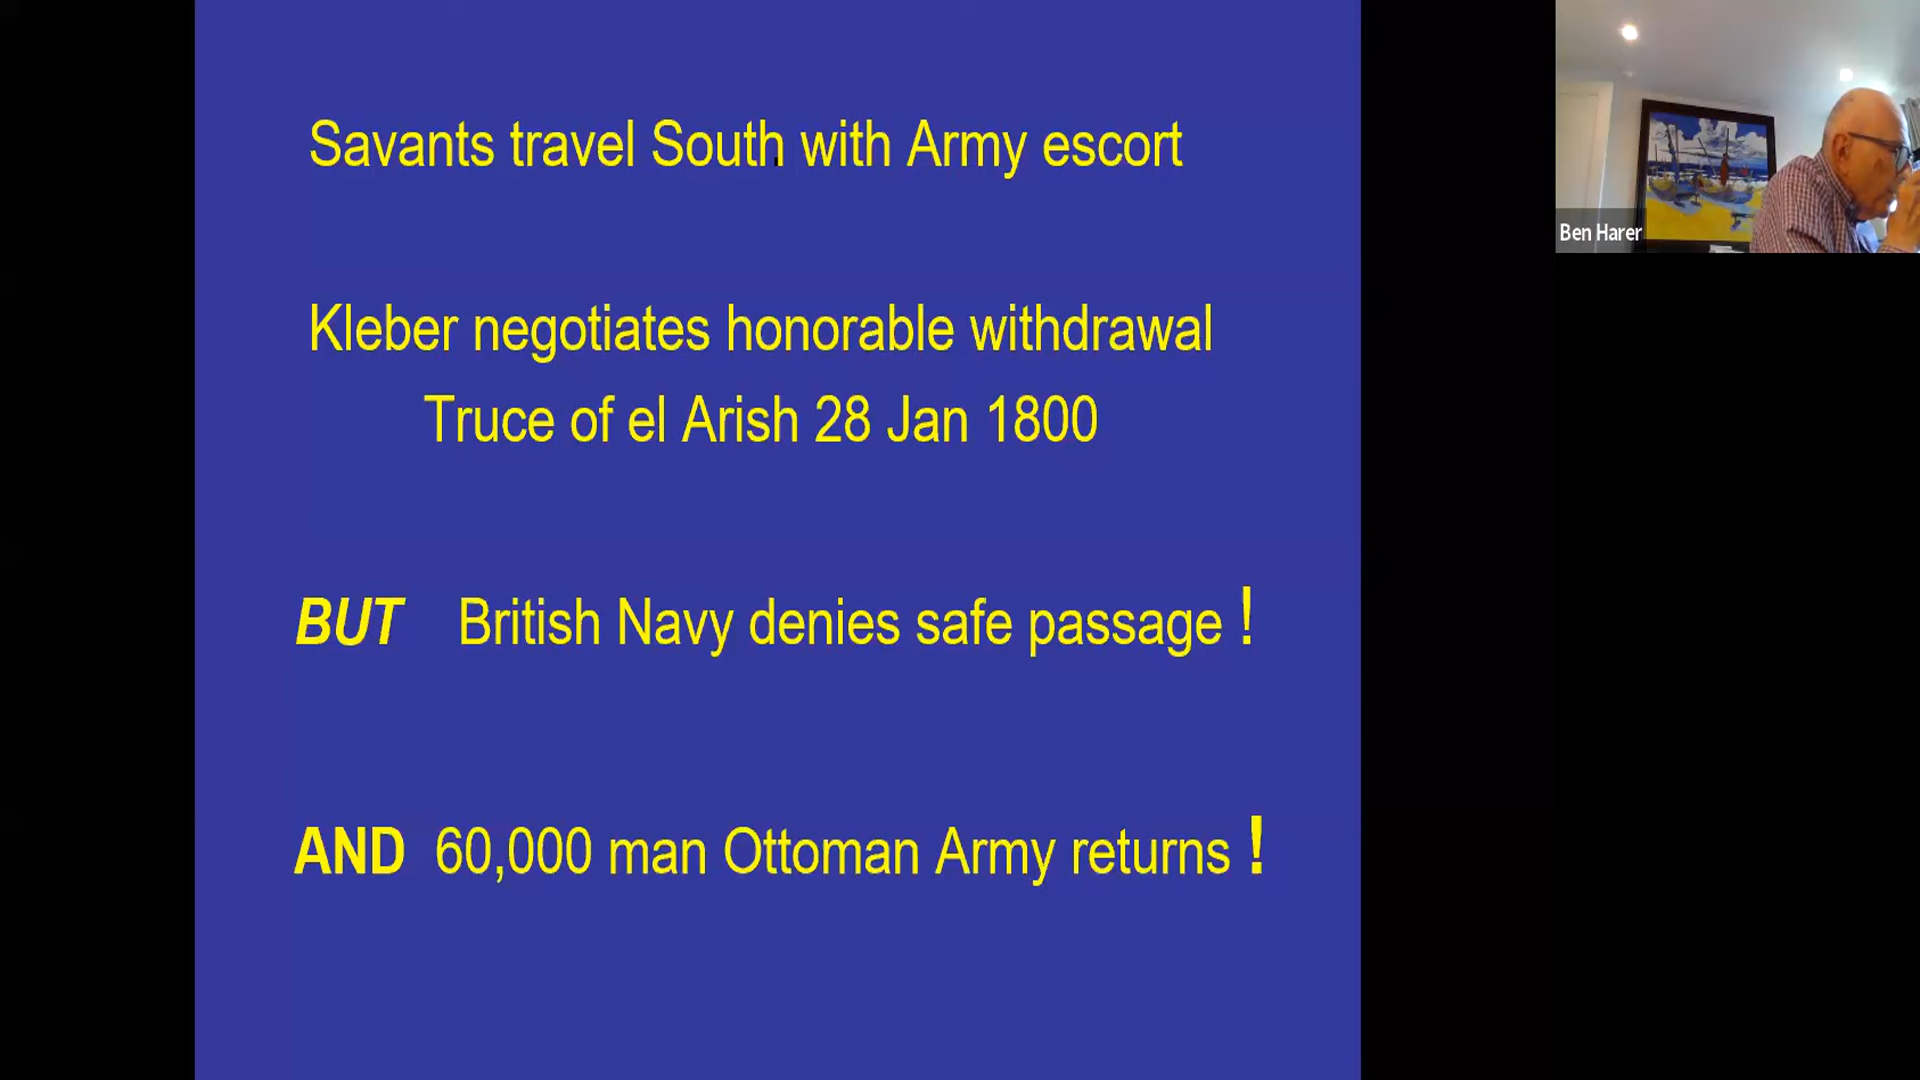 Savants travel South with Army escort
Kleber negotiates honorable withdrawal
Truce of el Arish 28 Jan 1800
BUT British Navy denies safe passage !
AND 60,000 man Ottoman Army returns !
Ben Harer